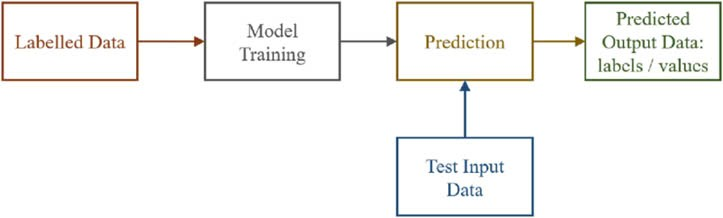 Labelled Data
Model
Training
Prediction
Predicted
Output Data:
labels / values
Test Input
Data